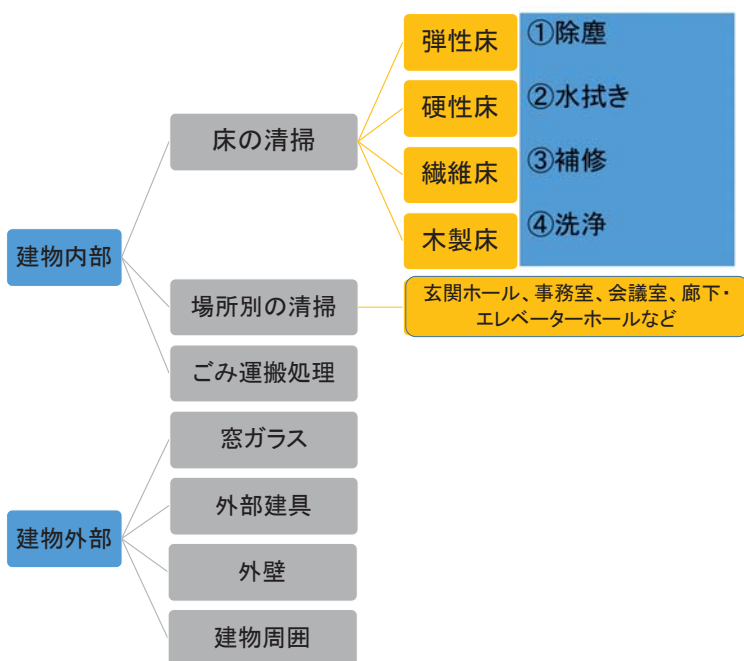 建物内部
床の清掃
弾性床
硬性床
繊維床
木製床
①除塵
②水拭き
③補修
④洗浄
場所別の清掃
玄関ホール、事務室、会議室、廊下・
エレベーターホールなど
ごみ運搬処理
建物外部
窓ガラス
外部建具
外壁
建物周囲